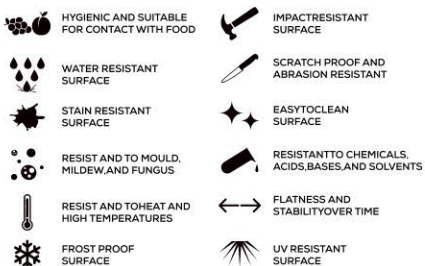 HYGIENIC AND SUITABLE
FOR CONTACT WITH FOOD
WATER RESISTANT
SURFACE
STAIN RESISTANT
SURFACE
RESIST AND TO MOULD,
MILDEW,AND FUNGUS
RESIST AND TOHEAT AND
HIGH TEMPERATURES
FROST PROOF
SURFACE
IMPACTRESISTANT
SURFACE
SCRATCH PROOF AND
ABRASION RESISTANT
EASYTOCLEAN
SURFACE
RESISTANTTO CHEMICALS,
ACIDS,BASES,AND SOLVENTS
FLATNESS AND
STABILITYOVER TIME
UV RESISTANT
SURFACE